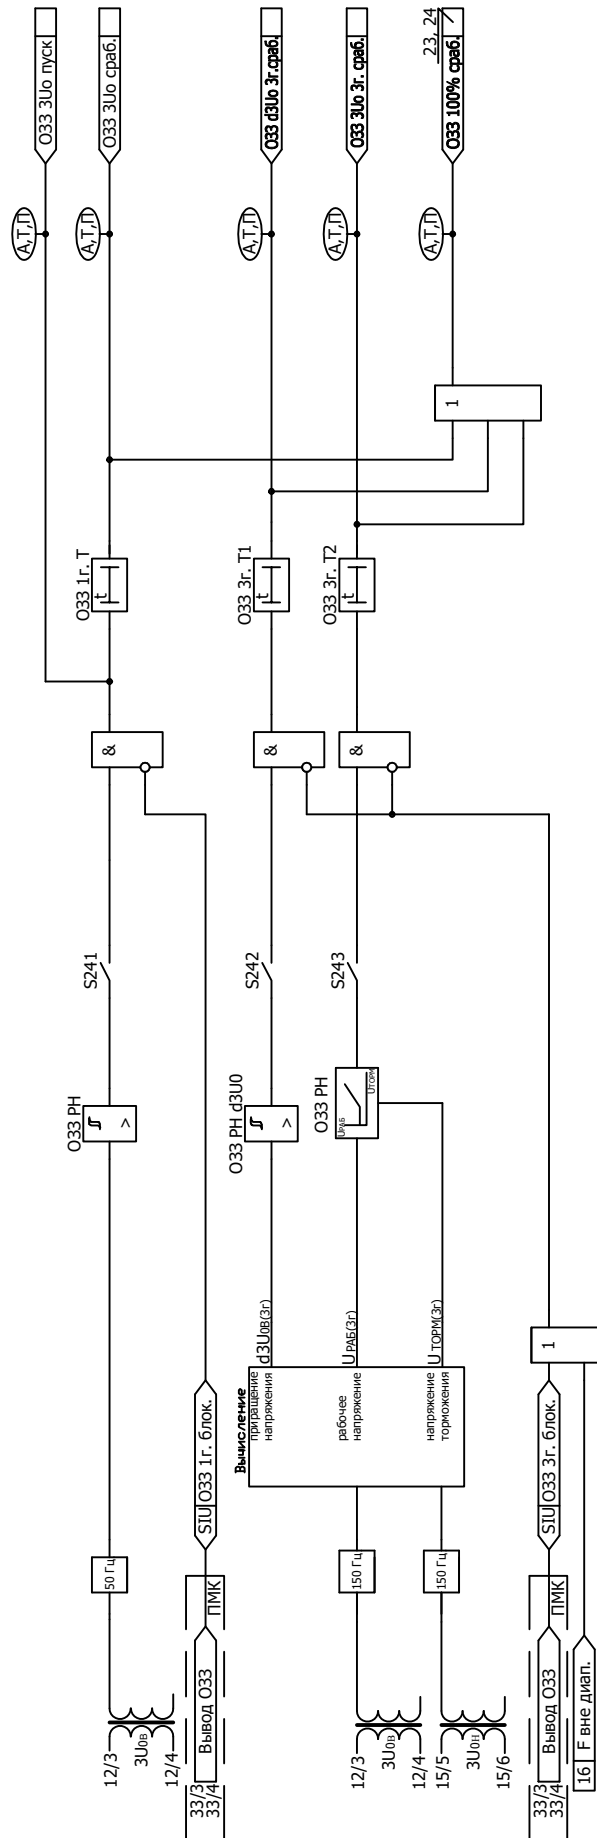 ОЗЗ 3Uo пуск
ОЗЗ 3Uo сраб.
ОЗЗ d3Uo 3г.сраб.
ОЗЗ 3Uo 3г. сраб.
23, 24
ОЗЗ 100% сраб.
А,Т,П
А,Т,П
А,Т,П
А,Т,П
А,Т,П
1
ОЗЗ 1г. Т
t
ОЗЗ 3г. Т1
t
ОЗЗ 3г. Т2
t
&
&
&
S241
S242
S243
ОЗЗ РН
>
ОЗЗ РН d3U0
>
ОЗЗ РН
UРАБ
UТОРМ
d3U0В(3г)
U РАБ(3г)
U ТОРМ(3г)
Вычисление
приращение
напряжения
рабочее
напряжение
напряжение
торможения
1
SIU ОЗЗ 1г. блок.
SIU ОЗЗ 3г. блок.
50 Гц
150 Гц
150 Гц
ПМК
ПМК
12/3
3U0В
12/4
33/3
33/4
Вывод ОЗЗ
12/3
3U0В
12/4
15/5
3U0Н
15/6
33/3
33/4
Вывод ОЗЗ
16 F вне диап.